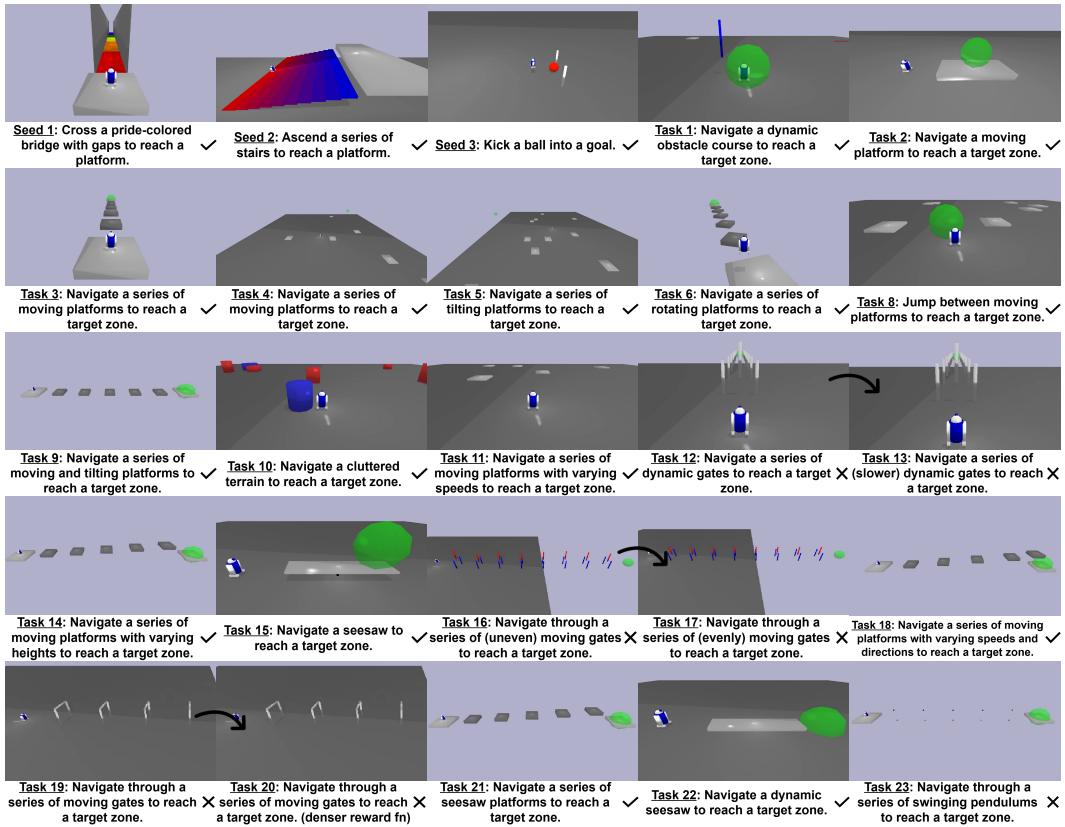 Seed 1: Cross a pride-colored
bridge with gaps to reach a
platform.
Seed 2: Ascend a series of
stairs to reach a platform.
Seed 3: Kick a ball into a goal.
Task 1: Navigate a dynamic
obstacle course to reach a
target zone.
Task 2: Navigate a moving
platform to reach a target zone.
Task 3: Navigate a series of
moving platforms to reach a
target zone.
Task 4: Navigate a series of
moving platforms to reach a
target zone.
Task 5: Navigate a series of
tilting platforms to reach a
target zone.
Task 6: Navigate a series of
rotating platforms to reach a
target zone.
Task 8: Jump between moving
platforms to reach a target zone.
Task 9: Navigate a series of
moving and tilting platforms to
reach a target zone.
Task 10: Navigate a cluttered
terrain to reach a target zone.
Task 11: Navigate a series of
moving platforms with varying
speeds to reach a target zone.
Task 12: Navigate a series of
dynamic gates to reach a target
zone.
Task 13: Navigate a series of
(slower) dynamic gates to reach
a target zone.
Task 14: Navigate a series of
moving platforms with varying
heights to reach a target zone.
Task 15: Navigate a seesaw to
reach a target zone.
Task 16: Navigate through a
series of (uneven) moving gates
to reach a target zone.
Task 17: Navigate through a
series of (evenly) moving gates
to reach a target zone.
Task 18: Navigate a series of moving
platforms with varying speeds and
directions to reach a target zone.
Task 19: Navigate through a
series of moving gates to reach
a target zone.
Task 20: Navigate through a
series of moving gates to reach
a target zone. (denser reward fn)
Task 21: Navigate a series of
seesaw platforms to reach a
target zone.
Task 22: Navigate a dynamic
seesaw to reach a target zone.
Task 23: Navigate through a
series of swinging pendulums
to reach a target zone.